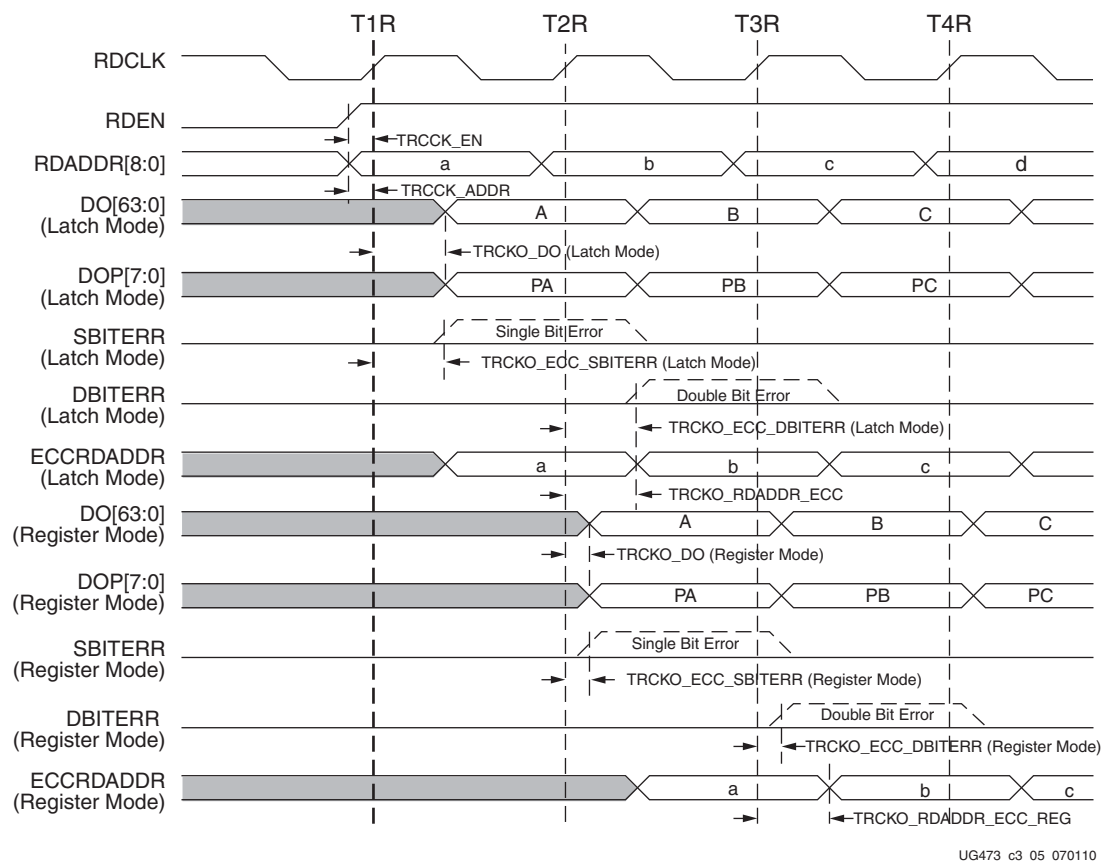 T1R T2R T3R T4R
RDCLK
RDEN
TRCCK_EN
RDADDR[8:0] a b c d
TRCCK_ADDR
DO[63:0]
(Latch Mode) A B C
TRCKO_DO (Latch Mode)
DOP[7:0]
(Latch Mode) PA PB PC
SBITERR
(Latch Mode) Single Bit Error
TRCKO_ECC_SBITERR (Latch Mode)
DBITERR
(Latch Mode) Double Bit Error
TRCKO_ECC_DBITERR (Latch Mode)
ECCRDADDR
(Latch Mode) a b c
TRCKO_RDADDR_ECC
DO[63:0]
(Register Mode) A B C
TRCKO_DO (Register Mode)
DOP[7:0]
(Register Mode) PA PB PC
SBITERR
(Register Mode) Single Bit Error
TRCKO_ECC_SBITERR (Register Mode)
DBITERR
(Register Mode) Double Bit Error
TRCKO_ECC_DBITERR (Register Mode)
ECCRDADDR
(Register Mode) a b c
TRCKO_RDADDR_ECC_REG
UG473_c3_05_070110